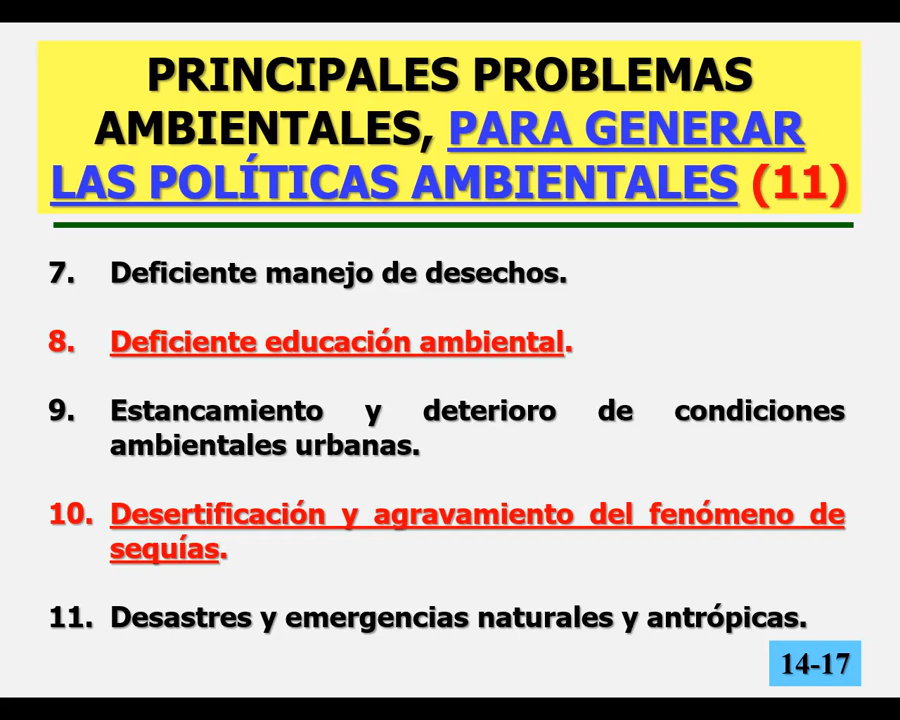 PRINCIPALES PROBLEMAS
AMBIENTALES, PARA GENERAR
LAS POLÍTICAS AMBIENTALES (11)
7. Deficiente manejo de desechos.
8. Deficiente educación ambiental.
9. Estancamiento y deterioro de condiciones
ambientales urbanas.
10. Desertificación y agravamiento del fenómeno de
sequías.
11. Desastres y emergencias naturales y antrópicas.
14-17